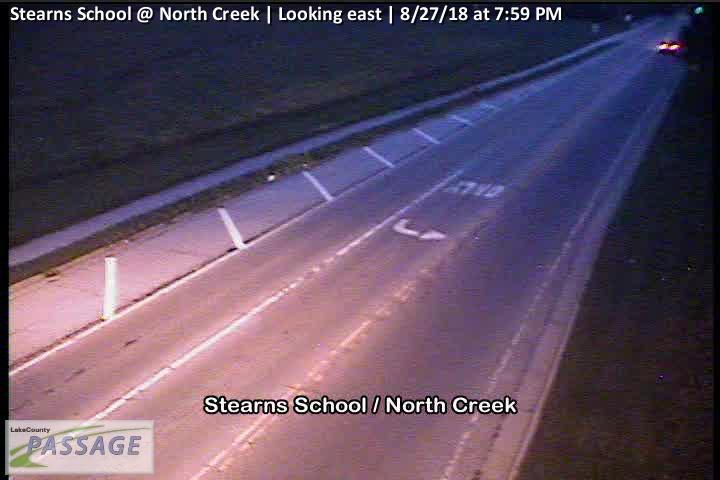 Stearns School @ North Creek | Looking east | 8/27/18 at 7:59 PM
ONLY
Stearns School / North Creek
LakeCounty
PASSAGE